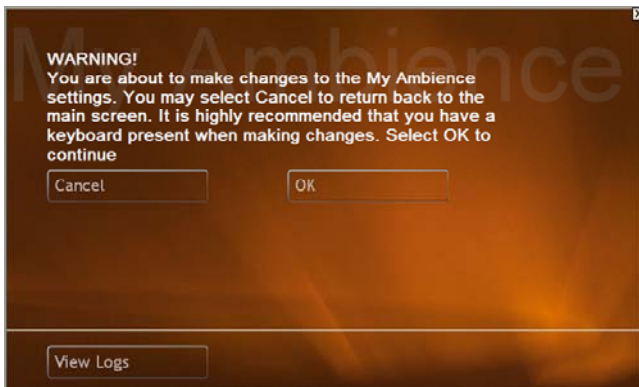 My Ambience
WARNING!
You are about to make changes to the My Ambience
settings. You may select Cancel to return back to the
main screen. It is highly recommended that you have a
keyboard present when making changes. Select OK to
continue
Cancel
OK
View Logs